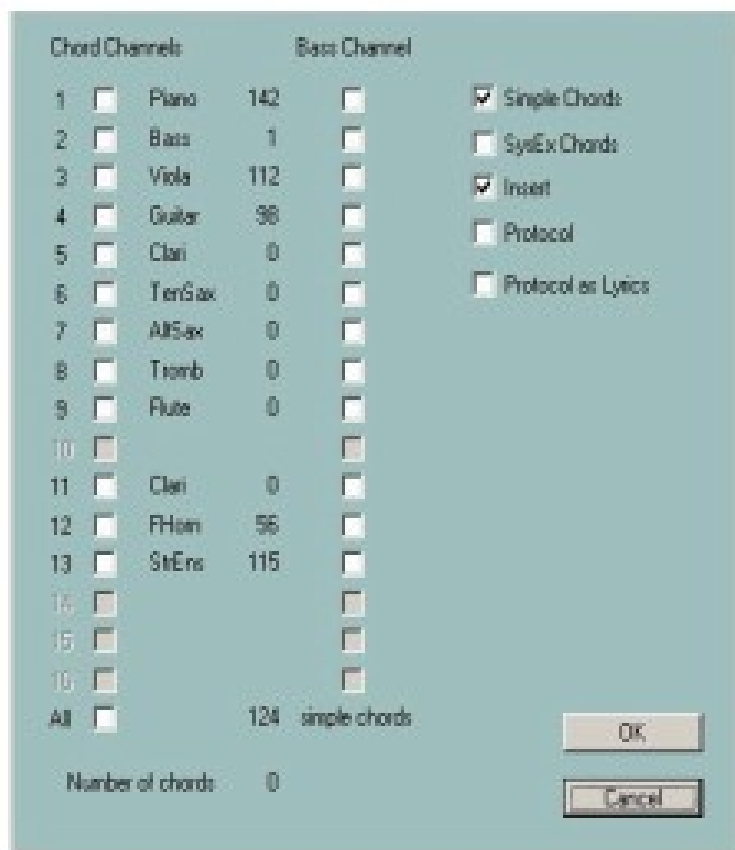 Chord Channels Bass Channel
1 Piano 142 Simple Chords
2 Bass 1 SysEx Chords
3 Viola 112 Insert
4 Guitar 98 Protocol
5 Clari 0 Protocol as Lyrics
6 TenSax 0
7 AltSax 0
8 Tromb 0
9 Flute 0
10
11 Clari 0
12 FHorn 56
13 StrEns 115
14
15
16
All 124 simple chords
OK
Number of chords 0
Cancel